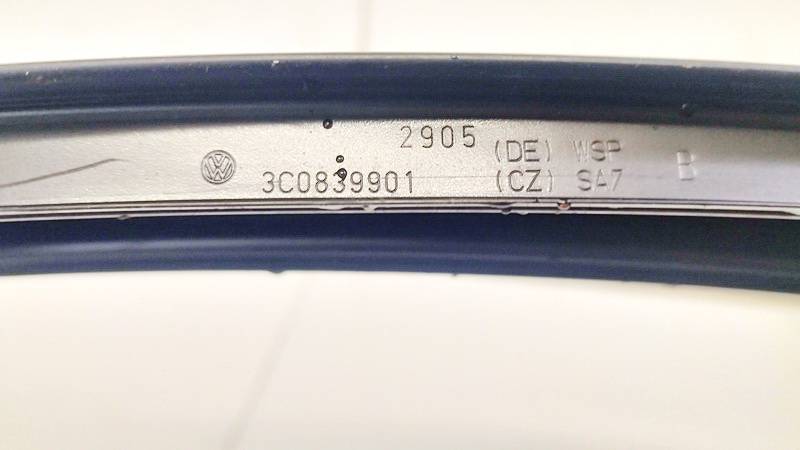 2905
(DE) WSP
B
3C0839901
(CZ) SA7